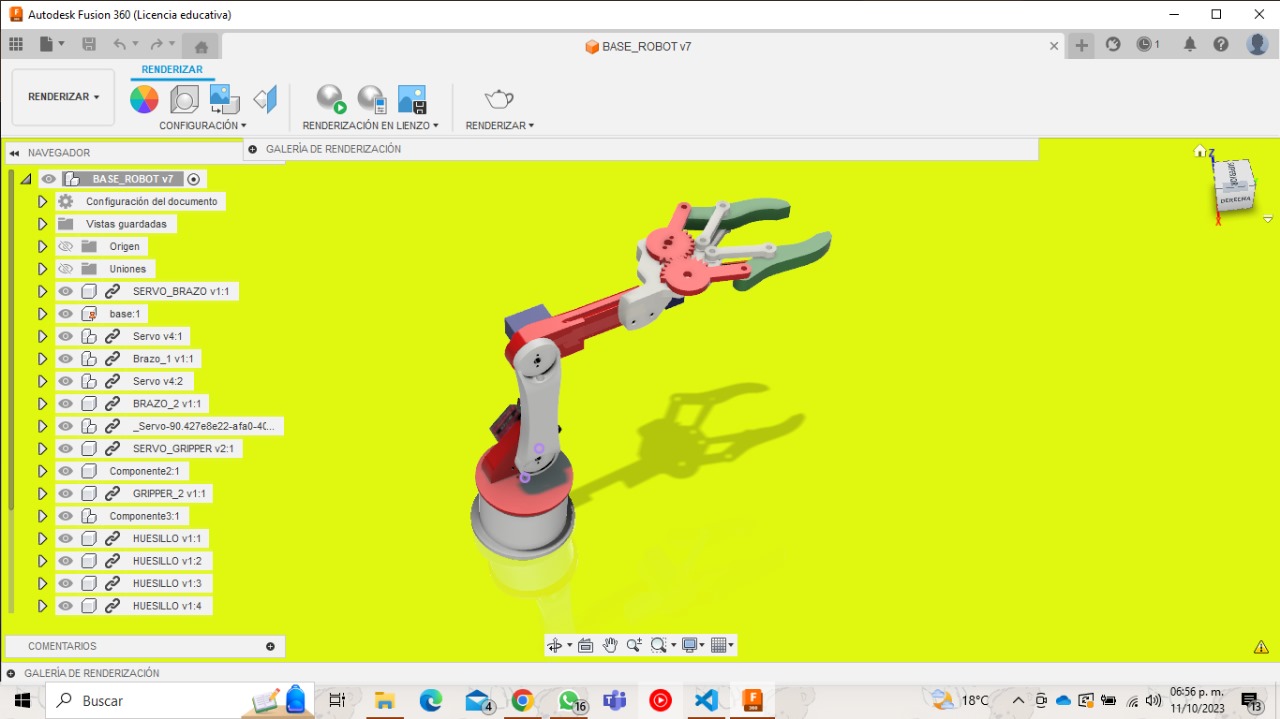 Autodesk Fusion 360 (Licencia educativa)
BASE_ROBOT v7
1
RENDERIZAR
RENDERIZAR
CONFIGURACIÓN
RENDERIZACIÓN EN LIENZO
RENDERIZAR
NAVEGADOR
GALERÍA DE RENDERIZACIÓN
BASE_ROBOT v7
Configuración del documento
Vistas guardadas
Origen
Uniones
SERVO_BRAZO v1:1
base:1
Servo v4:1
Brazo_1 v1:1
Servo v4:2
BRAZO_2 v1:1
_Servo-90.427e8e22-afa0-40...
SERVO_GRIPPER v2:1
Componente2:1
GRIPPER_2 v1:1
Componente3:1
HUESILLO v1:1
HUESILLO v1:2
HUESILLO v1:3
HUESILLO v1:4
Z
SUPERIOR
DERECHA
X
COMENTARIOS
GALERÍA DE RENDERIZACIÓN
Buscar
4
16
18°C
06:56 p. m.
11/10/2023
13